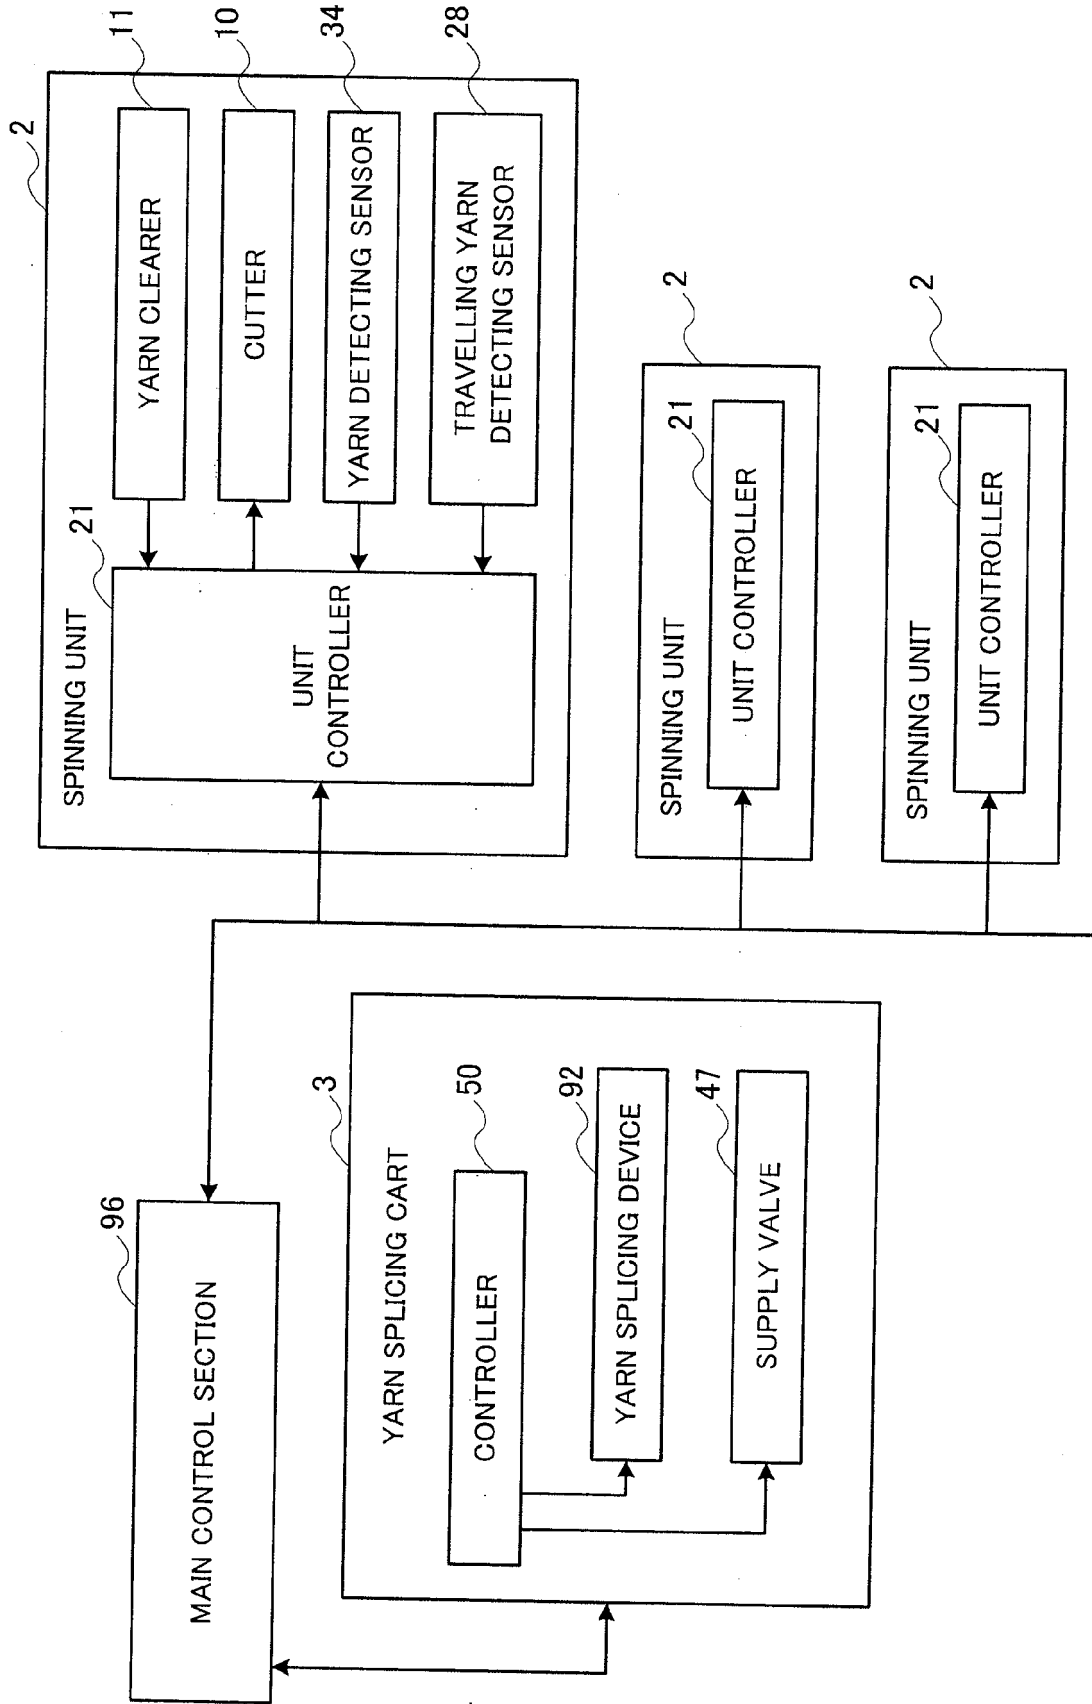 96
MAIN CONTROL SECTION
3
YARN SPLICING CART
50
CONTROLLER
92
YARN SPLICING DEVICE
47
SUPPLY VALVE
2
SPINNING UNIT
21
UNIT
CONTROLLER
YARN CLEARER
11
CUTTER
10
YARN DETECTING SENSOR
34
TRAVELLING YARN
DETECTING SENSOR
28
2
SPINNING UNIT
21
UNIT CONTROLLER
2
SPINNING UNIT
21
UNIT CONTROLLER